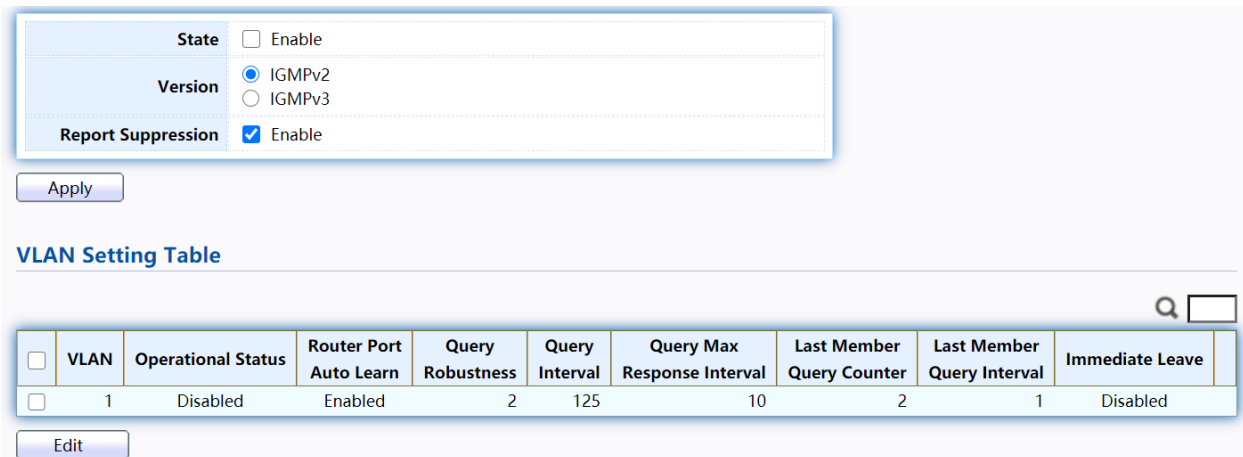 State Enable
Version IGMPv2
IGMPv3
Report Suppression Enable
Apply
VLAN Setting Table
VLAN Operational Status Router Port Auto Learn Query Robustness Query Interval Query Max Response Interval Last Member Query Counter Last Member Query Interval Immediate Leave
1 Disabled Enabled 2 125 10 2 1 Disabled
Edit